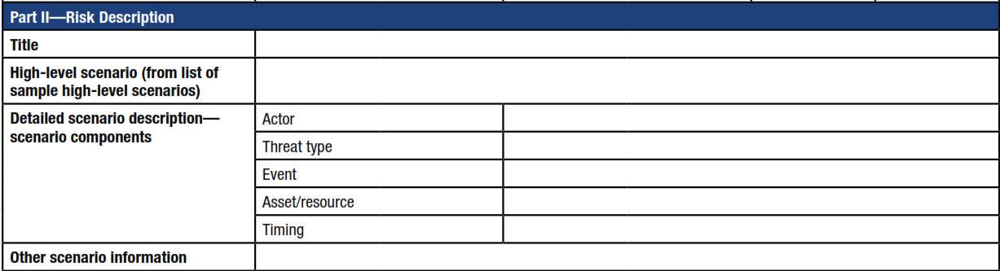 Part II—Risk Description
Title
High-level scenario (from list of
sample high-level scenarios)
Detailed scenario description—
scenario components
Actor
Threat type
Event
Asset/resource
Timing
Other scenario information